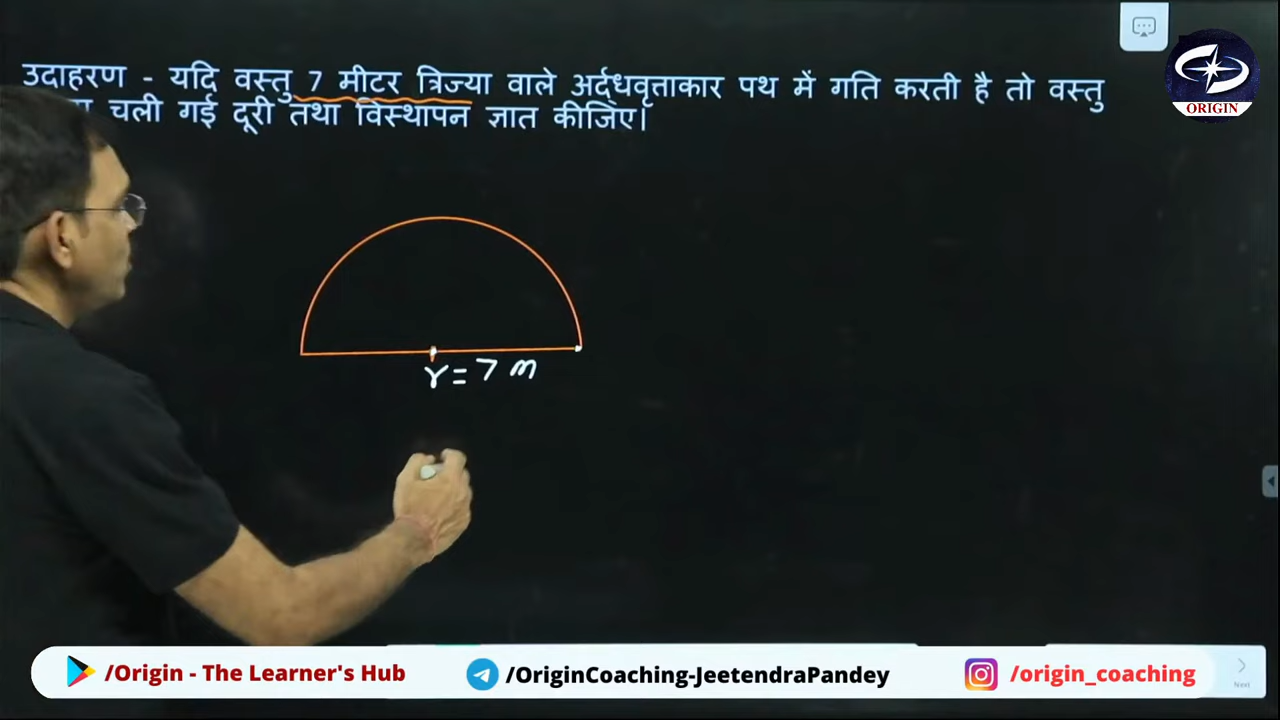 उदाहरण - यदि वस्तु 7 मीटर त्रिज्या वाले अर्द्धवृत्ताकार पथ में गति करती है तो वस्तु
चली गई दूरी तथा विस्थापन ज्ञात कीजिए।
ORIGIN
r = 7 m
/Origin - The Learner's Hub
/OriginCoaching-JeetendraPandey
/origin_coaching
Next